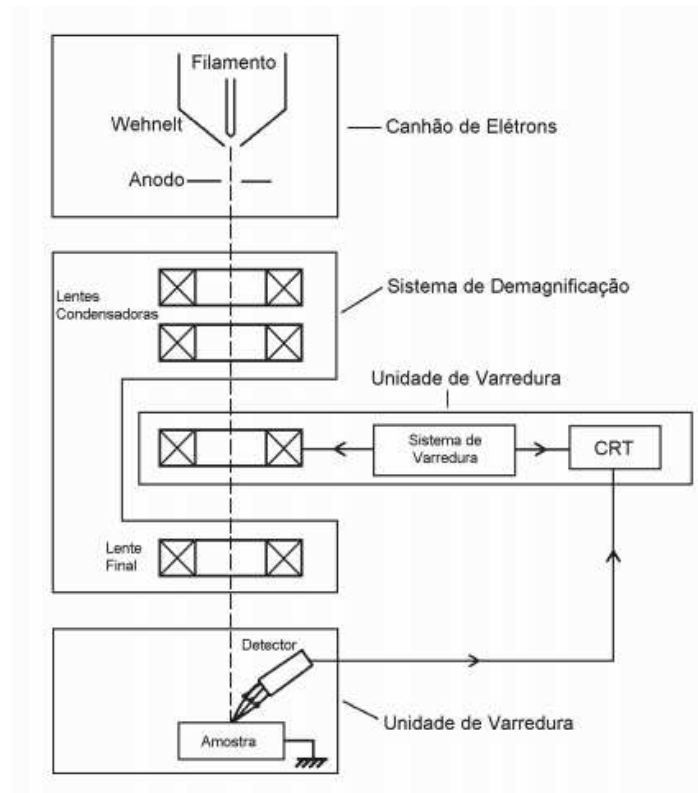 Filamento
Wehnelt
Canhão de Elétrons
Anodo
Lentes
Condensadoras
Sistema de Demagnificação
Unidade de Varredura
Sistema de
Varredura
CRT
Lente
Final
Detector
Amostra
Unidade de Varredura